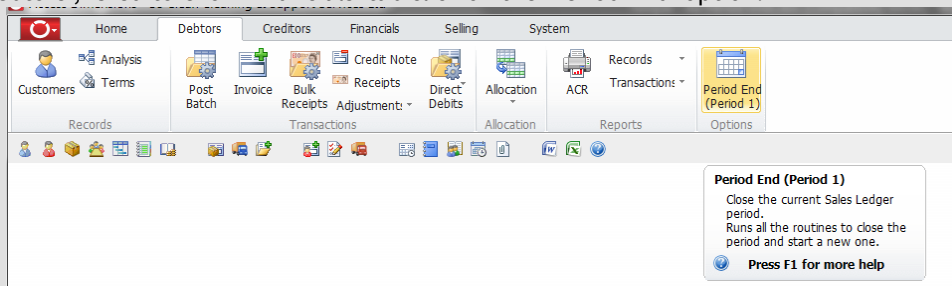 Home Debtors Creditors Financials Selling System
Customers
Analysis
Terms
Records
Post Batch
Invoice
Bulk Receipts
Credit Note
Receipts
Adjustments
Direct Debits
Transactions
Allocation
Allocation
ACR
Records
Transactions
Reports
Period End
(Period 1)
Options
Period End (Period 1)
Close the current Sales Ledger
period.
Runs all the routines to close the
period and start a new one.
Press F1 for more help